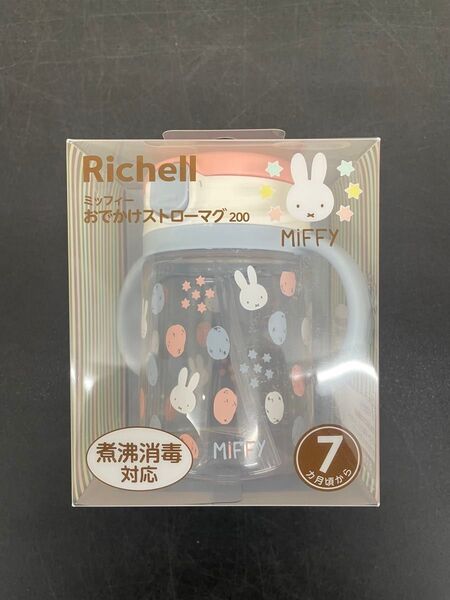 Richell
ミッフィー
おでかけストローマグ 200
MiFFY
MiFFY
煮沸消毒
対応
7
カ月頃から